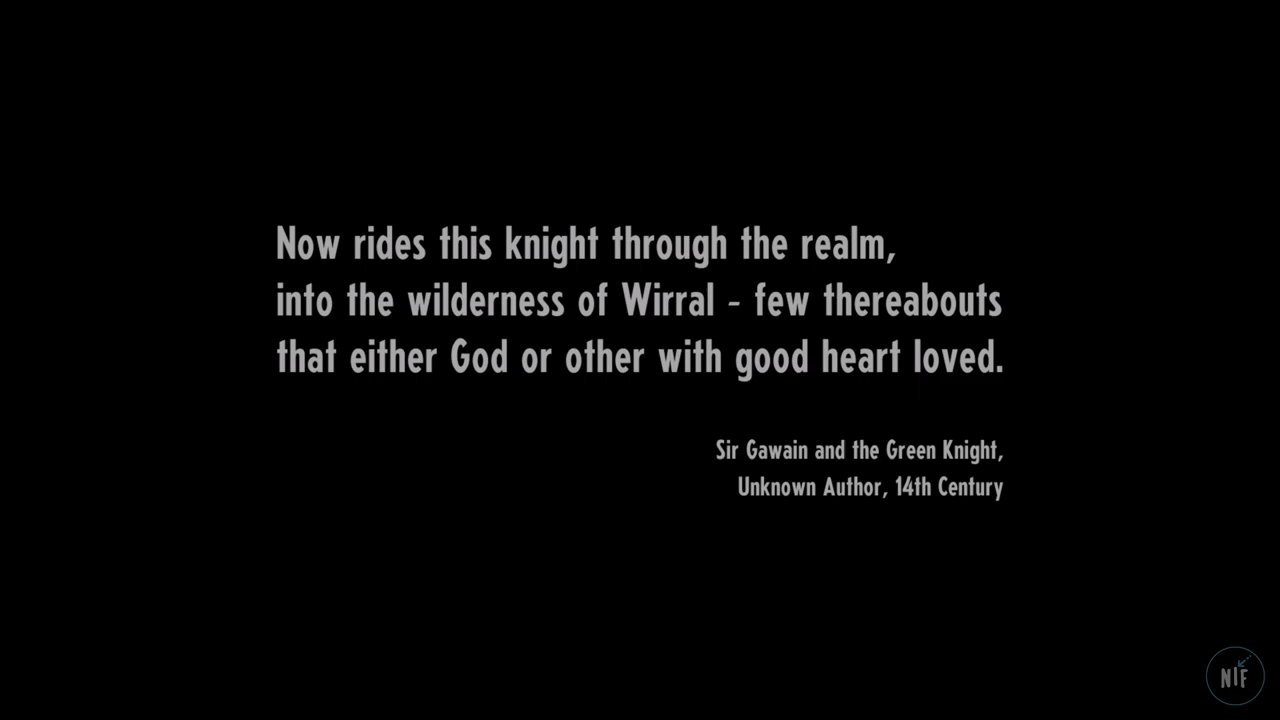 Now rides this knight through the realm,
into the wilderness of Wirral - few thereabouts
that either God or other with good heart loved.
Sir Gawain and the Green Knight,
Unknown Author, 14th Century
NIF